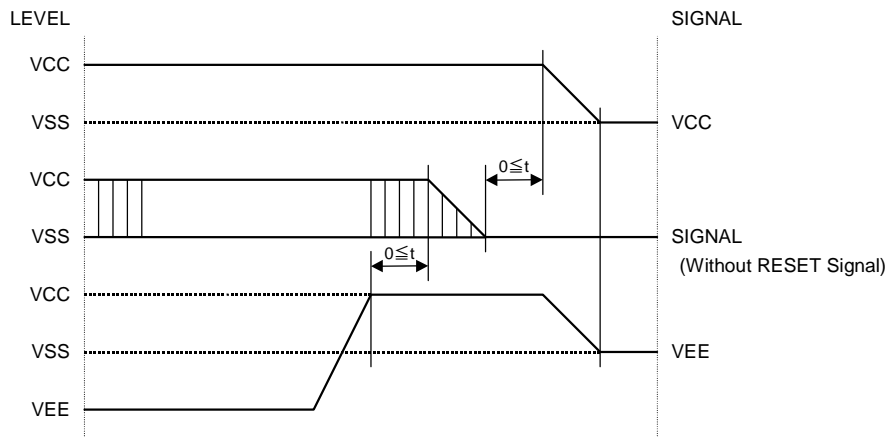 LEVEL SIGNAL
VCC
VSS VCC
0≦t
VCC
VSS SIGNAL
(Without RESET Signal)
0≦t
VCC
VSS VEE
VEE